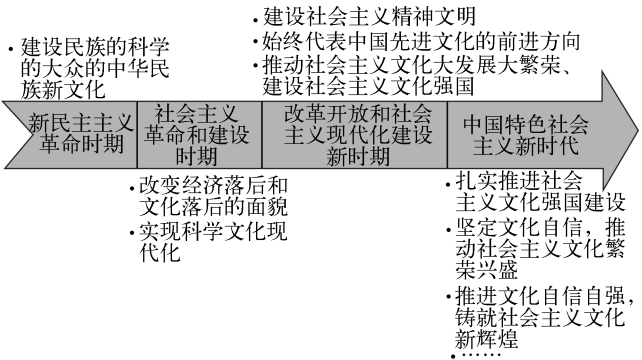 • 建设民族的科学
的大众的中华民
族新文化
• 建设社会主义精神文明
• 始终代表中国先进文化的前进方向
• 推动社会主义文化大发展大繁荣、
建设社会主义文化强国
新民主主义
革命时期
社会主义
革命和建设
时期
改革开放和社会
主义现代化建设
新时期
中国特色社会
主义新时代
• 改变经济落后和
文化落后的面貌
• 实现科学文化现
代化
• 扎实推进社会
主义文化强国建设
• 坚定文化自信，推
动社会主义文化繁
荣兴盛
• 推进文化自信自强，
铸就社会主义文化
新辉煌
• ……